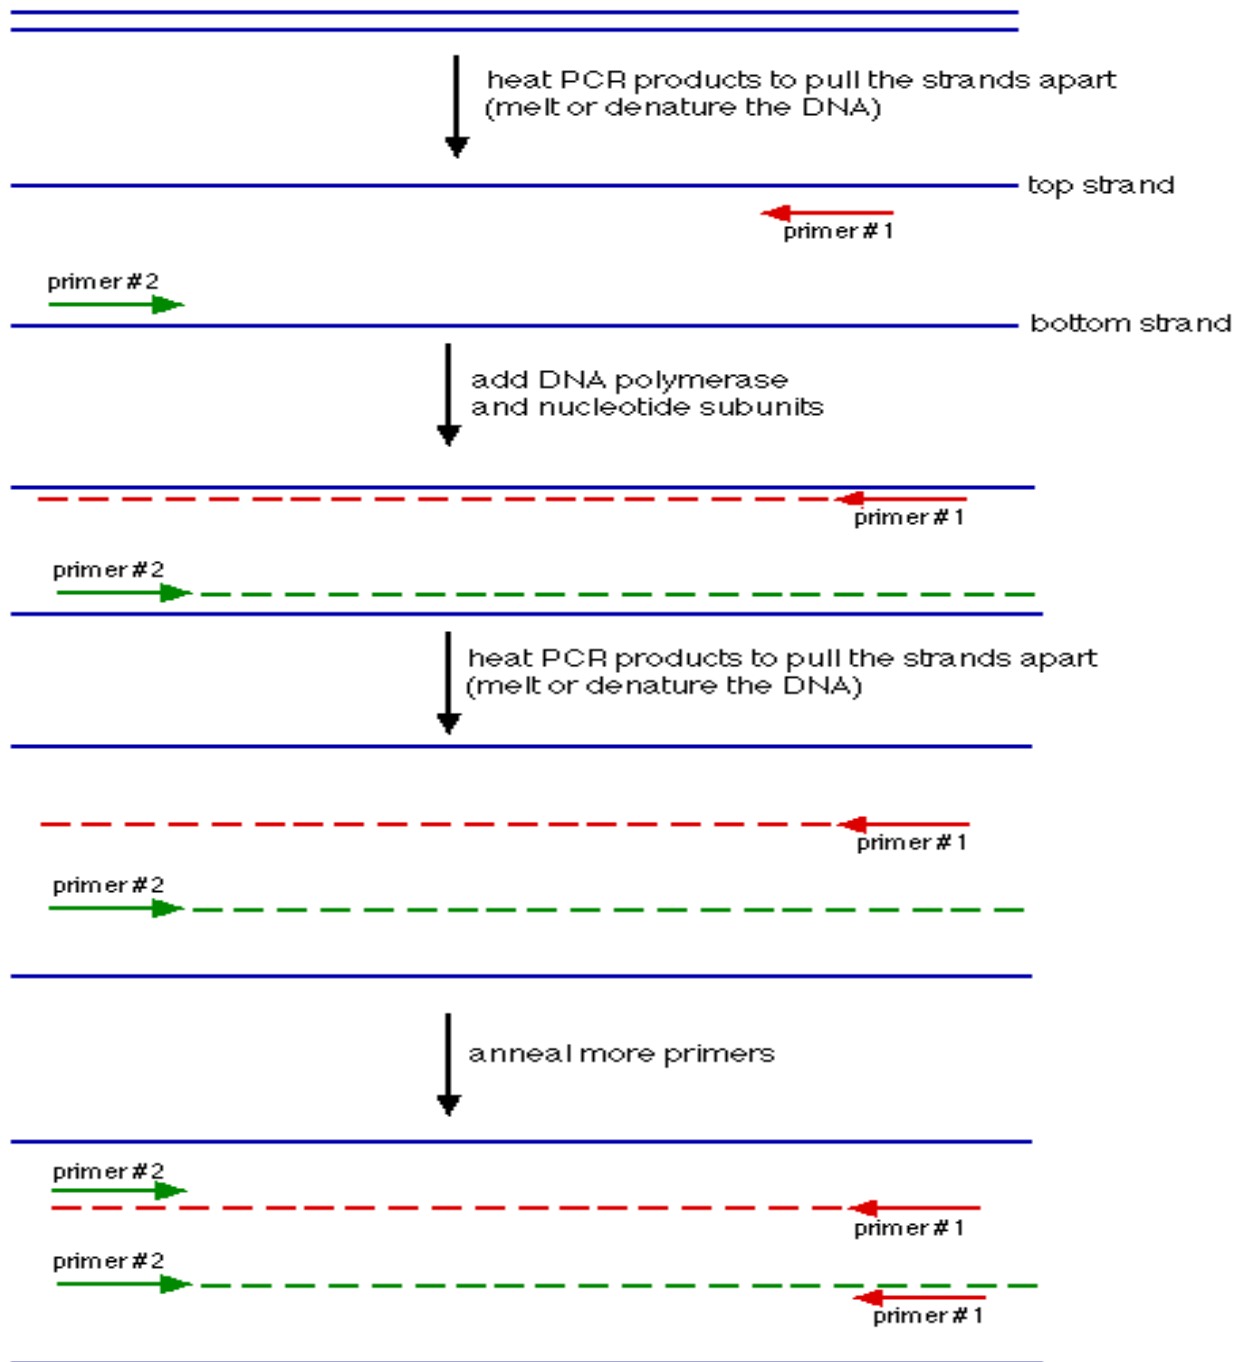 heat PCR products to pull the strands apart
(melt or denature the DNA)
top strand
primer #1
primer #2
bottom strand
add DNA polymerase
and nucleotide subunits
primer #1
primer #2
heat PCR products to pull the strands apart
(melt or denature the DNA)
primer #1
primer #2
anneal more primers
primer #2
primer #1
primer #2
primer #1